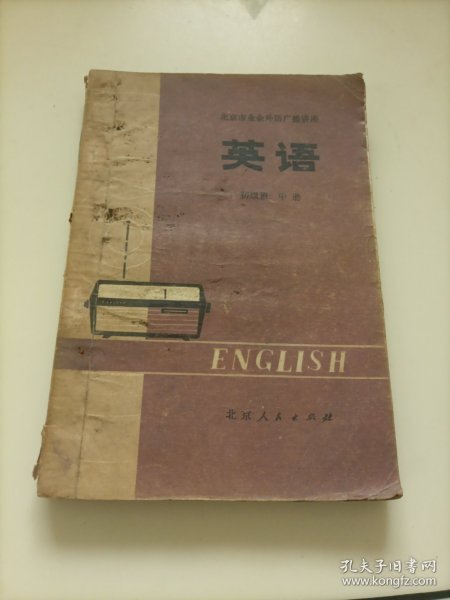 北京市业余外语广播讲座
英语
初级班 中册
ENGLISH
北京人民出版社
孔夫子旧书网
www.kongfz.com